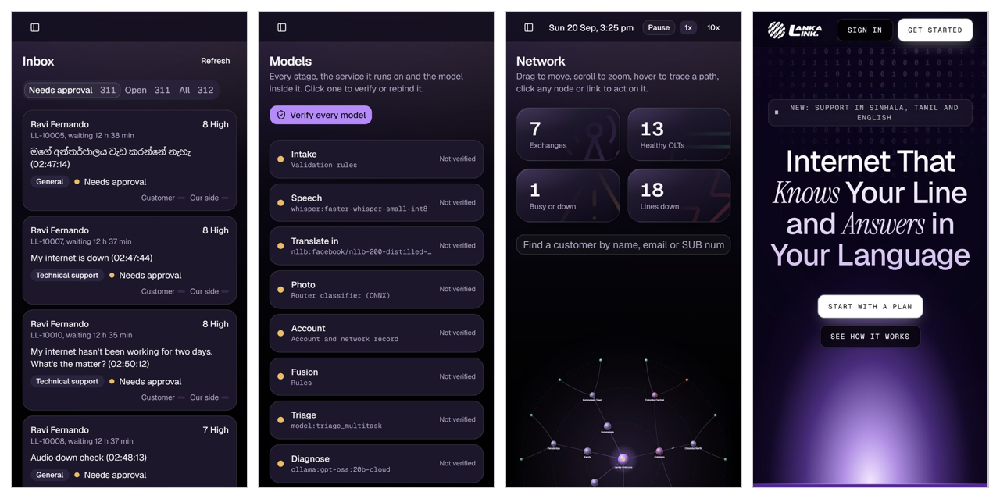 Inbox
Refresh
Needs approval 311 Open 311 All 312
Ravi Fernando 8 High
LL-10005, waiting 12 h 38 min
මගේ අන්තර්ජාලය වැඩ කරන්නේ නැහැ
(02:47:14)
General Needs approval
Customer Our side
Ravi Fernando 8 High
LL-10007, waiting 12 h 37 min
My internet is down (02:47:44)
Technical support Needs approval
Customer Our side
Ravi Fernando 8 High
LL-10010, waiting 12 h 35 min
My internet hasn't been working for two days.
What's the matter? (02:50:12)
Technical support Needs approval
Customer Our side
Ravi Fernando 7 High
LL-10008, waiting 12 h 37 min
Audio down check (02:48:13)
General Needs approval
Models
Every stage, the service it runs on and the model
inside it. Click one to verify or rebind it.
Verify every model
Intake
Validation rules
Not verified
Speech
whisper:faster-whisper-small-int8
Not verified
Translate in
nllb:facebook/nllb-200-distilled-…
Not verified
Photo
Router classifier (ONNX)
Not verified
Account
Account and network record
Not verified
Fusion
Rules
Not verified
Triage
model:triage_multitask
Not verified
Diagnose
ollama:gpt-oss:20b-cloud
Not verified
Sun 20 Sep, 3:25 pm Pause 1x 10x
Network
Drag to move, scroll to zoom, hover to trace a path,
click any node or link to act on it.
7
Exchanges
13
Healthy OLTs
1
Busy or down
18
Lines down
Find a customer by name, email or SUB num
Colombo Central
Colombo North
Kandy
LANKA
LINK.
SIGN IN
GET STARTED
NEW: SUPPORT IN SINHALA, TAMIL AND
ENGLISH
Internet That
Knows Your Line
and Answers in
Your Language
START WITH A PLAN
SEE HOW IT WORKS